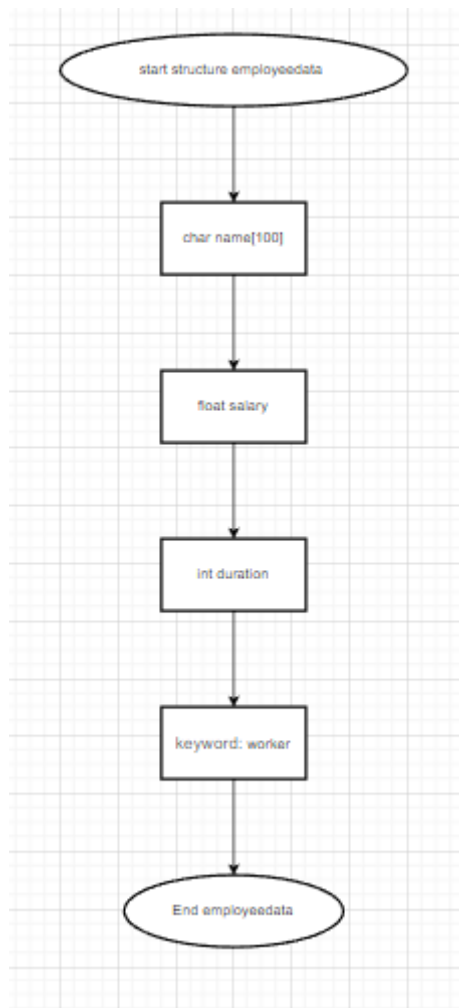 start structure employeedata
char name[100]
float salary
int duration
keyword: worker
End employeedata